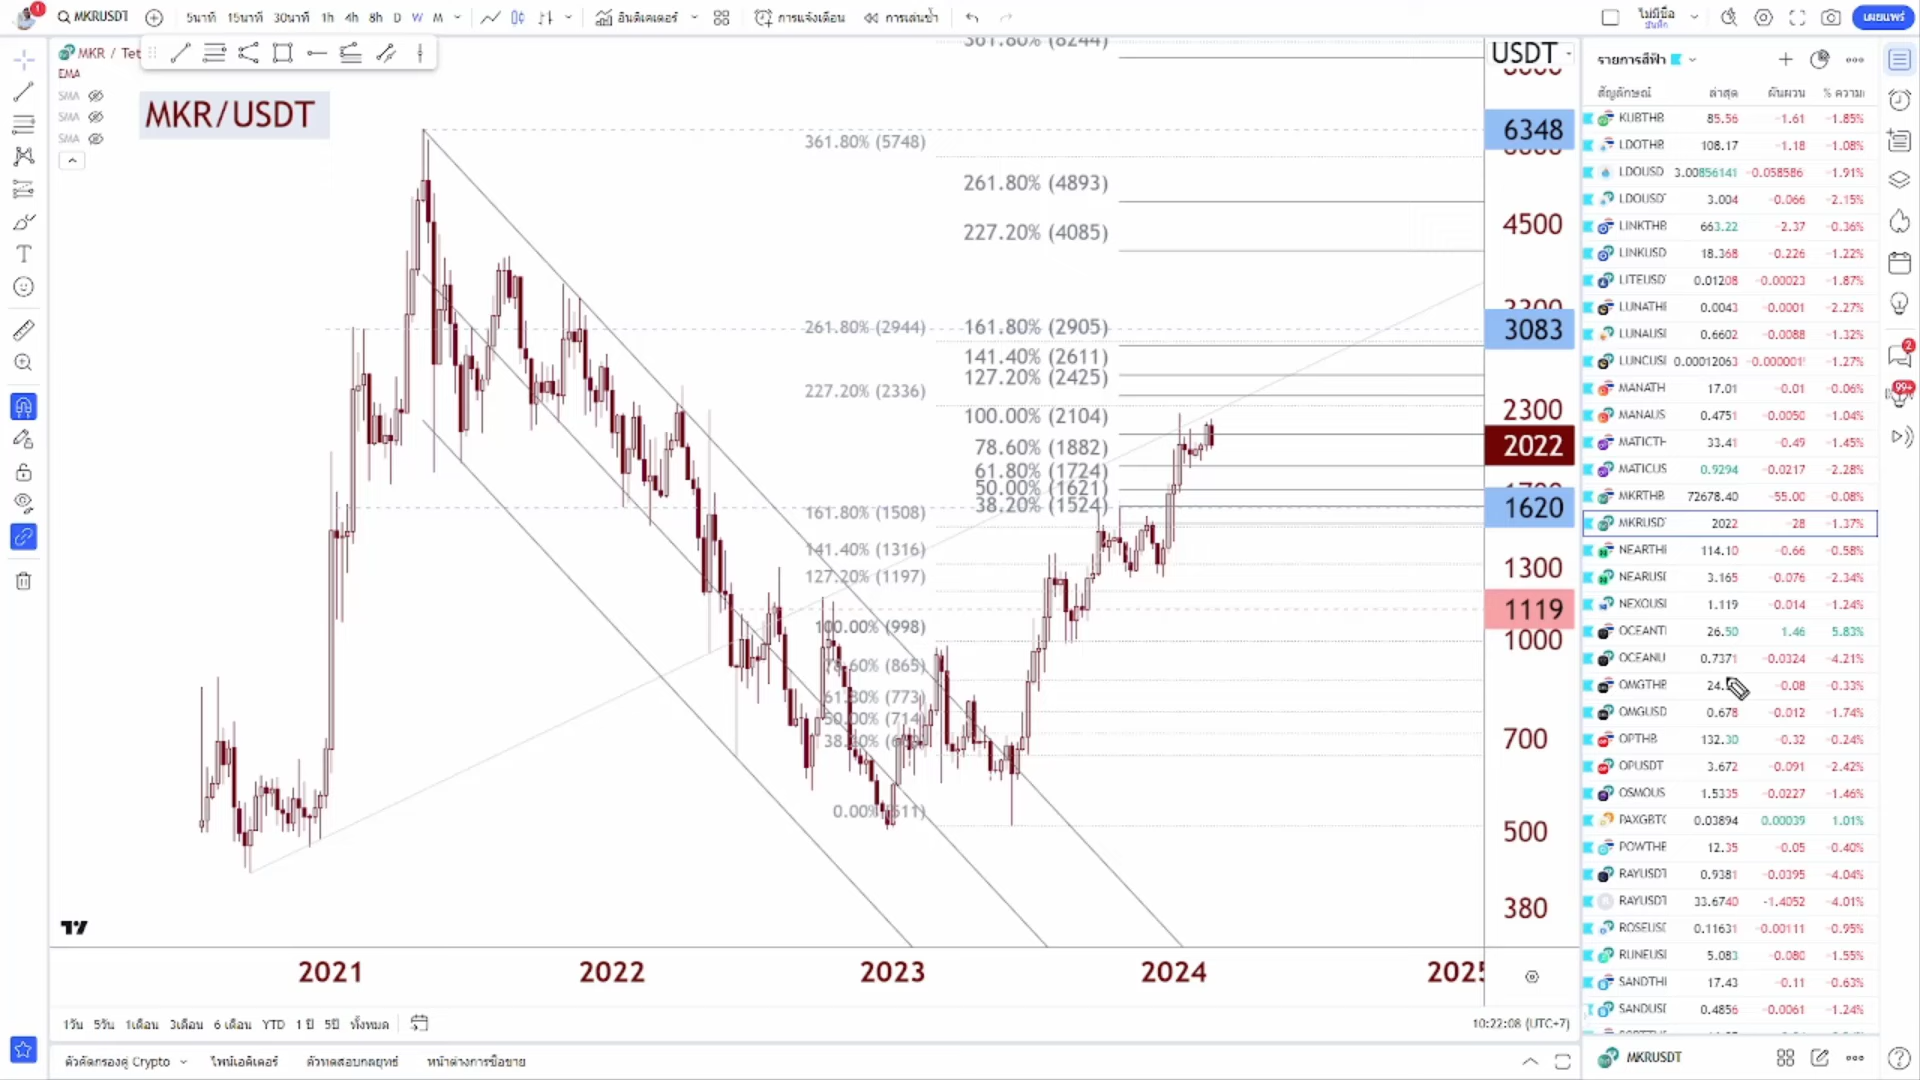 MKRUSDT 5นาที 15นาที 30นาที 1h 4h 8h D W M อินดิเคเตอร์ การแจ้งเตือน การเล่นซ้ำ ไม่มีชื่อ บันทึก เผยแพร่
MKR / Tet
EMA
SMA
SMA
SMA
MKR/USDT
USDT
361.80% (8244)
6348
361.80% (5748)
261.80% (4893)
4500
227.20% (4085)
3300
261.80% (2944) 161.80% (2905) 3083
141.40% (2611)
127.20% (2425)
227.20% (2336)
100.00% (2104) 2300
78.60% (1882) 2022
61.80% (1724)
50.00% (1621)
38.20% (1524) 1620
161.80% (1508)
141.40% (1316)
127.20% (1197) 1300
1119
100.00% (998) 1000
78.60% (865)
61.80% (773)
50.00% (714) 700
0.00% (511) 500
380
2021 2022 2023 2024 2025
1วัน 5วัน 1เดือน 3เดือน 6 เดือน YTD 1 ปี 5ปี ทั้งหมด 10:22:08 (UTC+7)
ตัวคัดกรองคู่ Crypto ไพน์เอดิเตอร์ ตัวทดสอบกลยุทธ์ หน้าต่างการซื้อขาย
รายการสีฟ้า
สัญลักษณ์ ล่าสุด ผันผวน % ความ
KUBTHB 85.56 -1.61 -1.85%
LDOTHB 108.17 -1.18 -1.08%
LDOUSD 3.00856141 -0.058586 -1.91%
LDOUSD 3.004 -0.066 -2.15%
LINKTHB 663.22 -2.37 -0.36%
LINKUSD 18.368 -0.226 -1.22%
LITEUSD 0.01208 -0.00023 -1.87%
LUNATHI 0.0043 -0.0001 -2.27%
LUNAUSI 0.6602 -0.0088 -1.32%
LUNCUSI 0.00012063 -0.000001 -1.27%
MANATH 17.01 -0.01 -0.06%
MANAUS 0.4751 -0.0050 -1.04%
MATICTH 33.41 -0.49 -1.45%
MATICUS 0.9294 -0.0217 -2.28%
MKRTHB 72678.40 -55.00 -0.08%
MKRUSD 2022 -28 -1.37%
NEARTHI 114.10 -0.66 -0.58%
NEARUSI 3.165 -0.076 -2.34%
NEXOUSI 1.119 -0.014 -1.24%
OCEANTI 26.50 1.46 5.83%
OCEANU 0.7371 -0.0324 -4.21%
OMGTHB 24. -0.08 -0.33%
OMGUSD 0.678 -0.012 -1.74%
OPTHB 132.30 -0.32 -0.24%
OPUSDT 3.672 -0.091 -2.42%
OSMOUS 1.5335 -0.0227 -1.46%
PAXGBTC 0.03894 0.00039 1.01%
POWTHB 12.35 -0.05 -0.40%
RAYUSDT 0.9381 -0.0395 -4.04%
RAYUSDT 33.6740 -1.4052 -4.01%
ROSEUSD 0.11631 -0.00111 -0.95%
RUNEUSI 5.083 -0.080 -1.55%
SANDTHI 17.43 -0.11 -0.63%
SANDUSI 0.4856 -0.0061 -1.24%
MKRUSDT
1
2
99+